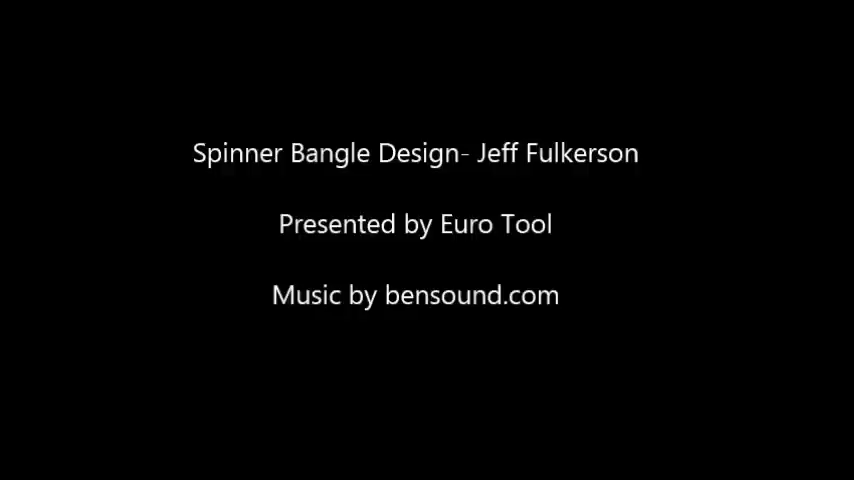 Spinner Bangle Design- Jeff Fulkerson
Presented by Euro Tool
Music by bensound.com